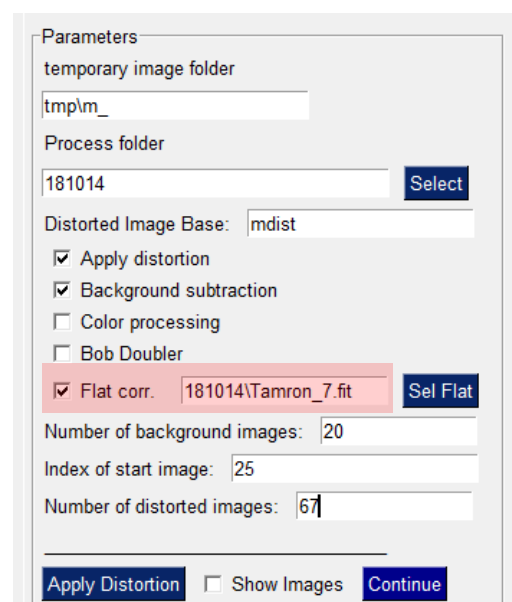 Parameters
temporary image folder
tmp\m_
Process folder
181014 Select
Distorted Image Base: mdist
Apply distortion
Background subtraction
Color processing
Bob Doubler
Flat corr. 181014\Tamron_7.fit Sel Flat
Number of background images: 20
Index of start image: 25
Number of distorted images: 67
Apply Distortion Show Images Continue